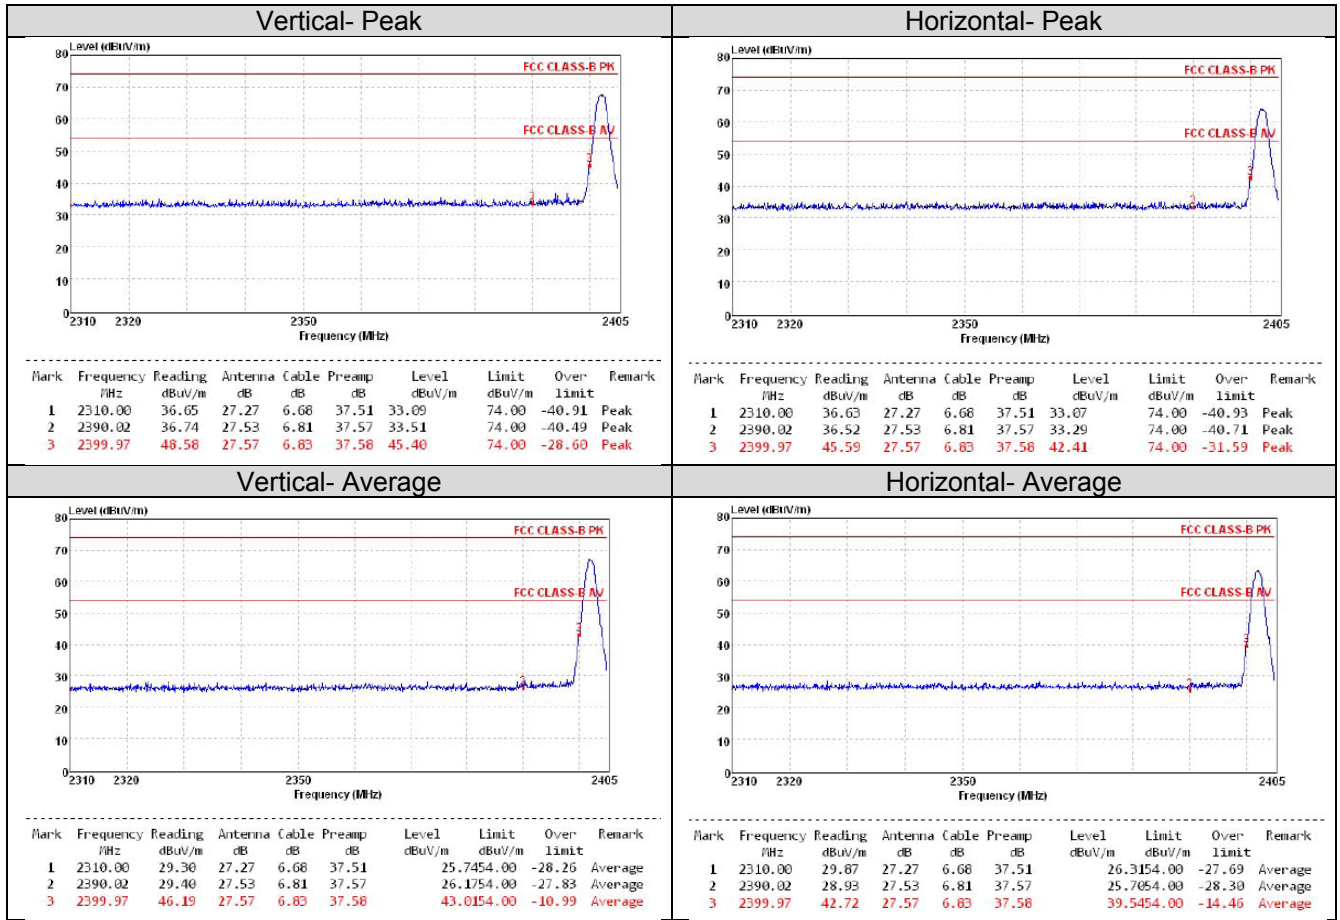 Vertical- Peak
Level (dBuV/m)
80
FCC CLASS-B PK
70
60
FCC CLASS-B AV
50
3
40
2
30
20
10
0
2310 2320 2350 2405
Frequency (MHz)
Mark Frequency Reading Antenna Cable Preamp Level Limit Over Remark
MHz dBuV/m dB dB dB dBuV/m dBuV/m limit
1 2310.00 36.65 27.27 6.68 37.51 33.09 74.00 -40.91 Peak
2 2390.02 36.74 27.53 6.81 37.57 33.51 74.00 -40.49 Peak
3 2399.97 48.58 27.57 6.83 37.58 45.40 74.00 -28.60 Peak
Horizontal- Peak
Level (dBuV/m)
80
FCC CLASS-B PK
70
60
FCC CLASS-B AV
50
3
40
2
30
20
10
0
2310 2320 2350 2405
Frequency (MHz)
Mark Frequency Reading Antenna Cable Preamp Level Limit Over Remark
MHz dBuV/m dB dB dB dBuV/m dBuV/m limit
1 2310.00 36.63 27.27 6.68 37.51 33.07 74.00 -40.93 Peak
2 2390.02 36.52 27.53 6.81 37.57 33.29 74.00 -40.71 Peak
3 2399.97 45.59 27.57 6.83 37.58 42.41 74.00 -31.59 Peak
Vertical- Average
Level (dBuV/m)
80
FCC CLASS-B PK
70
60
FCC CLASS-B AV
50
3
40
30
2
20
10
0
2310 2320 2350 2405
Frequency (MHz)
Mark Frequency Reading Antenna Cable Preamp Level Limit Over Remark
MHz dBuV/m dB dB dB dBuV/m dBuV/m limit
1 2310.00 29.30 27.27 6.68 37.51 25.7454.00 -28.26 Average
2 2390.02 29.40 27.53 6.81 37.57 26.1754.00 -27.83 Average
3 2399.97 46.19 27.57 6.83 37.58 43.0154.00 -10.99 Average
Horizontal- Average
Level (dBuV/m)
80
FCC CLASS-B PK
70
60
FCC CLASS-B AV
50
3
40
30
2
20
10
0
2310 2320 2350 2405
Frequency (MHz)
Mark Frequency Reading Antenna Cable Preamp Level Limit Over Remark
MHz dBuV/m dB dB dB dBuV/m dBuV/m limit
1 2310.00 29.87 27.27 6.68 37.51 26.3154.00 -27.69 Average
2 2390.02 28.93 27.53 6.81 37.57 25.7054.00 -28.30 Average
3 2399.97 42.72 27.57 6.83 37.58 39.5454.00 -14.46 Average